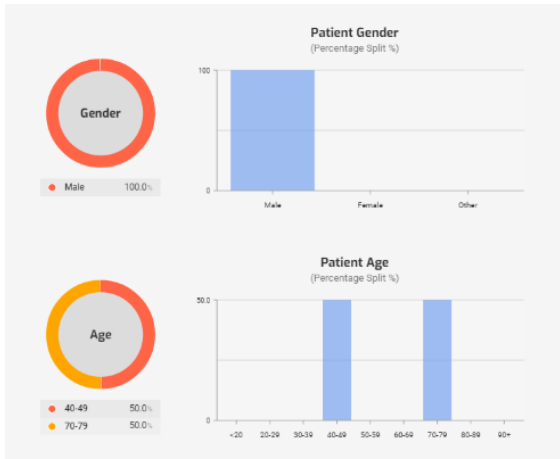 Patient Gender
(Percentage Split %)
Gender
100
0
Male
Female
Other
Male 100.0%
Patient Age
(Percentage Split %)
Age
50.0
0
<20
20-29
30-39
40-49
50-59
60-69
70-79
80-89
90+
40-49 50.0%
70-79 50.0%